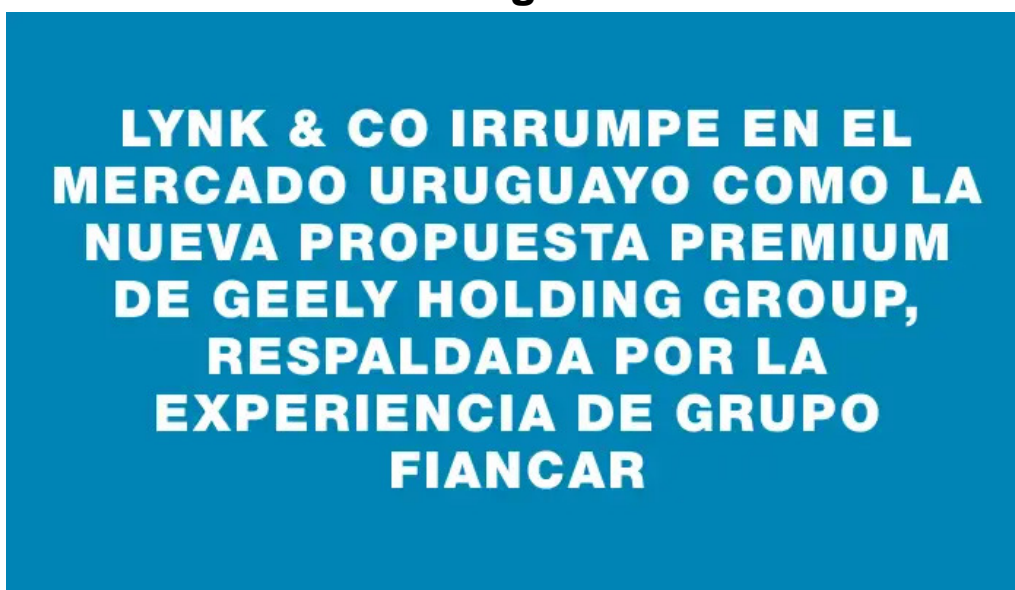 LYNK & CO IRRUMPE EN EL
MERCADO URUGUAYO COMO LA
NUEVA PROPUESTA PREMIUM
DE GEELY HOLDING GROUP,
RESPALDADA POR LA
EXPERIENCIA DE GRUPO
FIANCAR